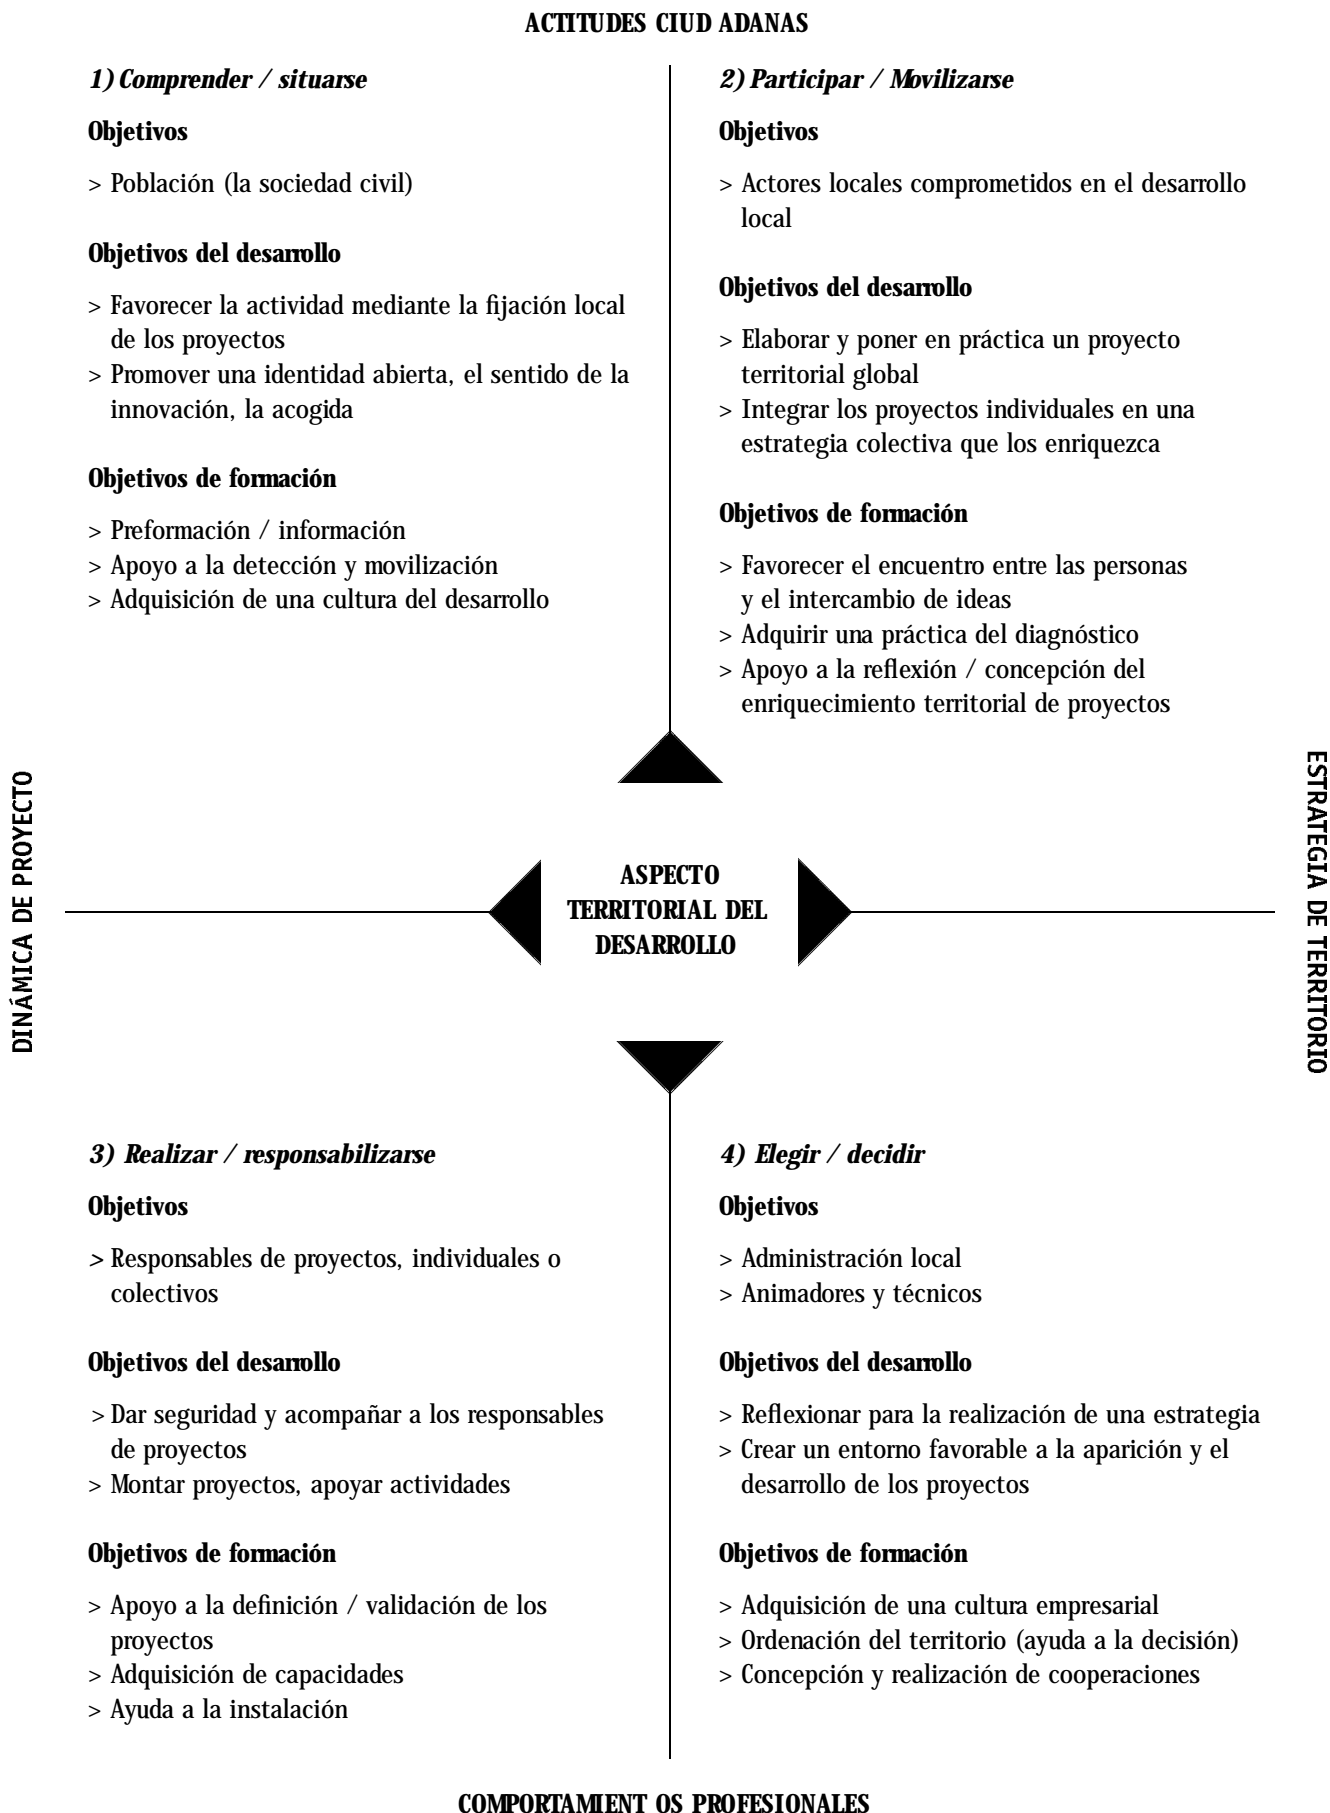 ACTITUDES CIUD ADANAS
1) Comprender / situarse
Objetivos
> Población (la sociedad civil)
Objetivos del desarrollo
> Favorecer la actividad mediante la fijación local
de los proyectos
> Promover una identidad abierta, el sentido de la
innovación, la acogida
Objetivos de formación
> Preformación / información
> Apoyo a la detección y movilización
> Adquisición de una cultura del desarrollo
2) Participar / Movilizarse
Objetivos
> Actores locales comprometidos en el desarrollo
local
Objetivos del desarrollo
> Elaborar y poner en práctica un proyecto
territorial global
> Integrar los proyectos individuales en una
estrategia colectiva que los enriquezca
Objetivos de formación
> Favorecer el encuentro entre las personas
y el intercambio de ideas
> Adquirir una práctica del diagnóstico
> Apoyo a la reflexión / concepción del
enriquecimiento territorial de proyectos
DINÁMICA DE PROYECTO
ASPECTO
TERRITORIAL DEL
DESARROLLO
ESTRATEGIA DE TERRITORIO
3) Realizar / responsabilizarse
Objetivos
> Responsables de proyectos, individuales o
colectivos
Objetivos del desarrollo
> Dar seguridad y acompañar a los responsables
de proyectos
> Montar proyectos, apoyar actividades
Objetivos de formación
> Apoyo a la definición / validación de los
proyectos
> Adquisición de capacidades
> Ayuda a la instalación
4) Elegir / decidir
Objetivos
> Administración local
> Animadores y técnicos
Objetivos del desarrollo
> Reflexionar para la realización de una estrategia
> Crear un entorno favorable a la aparición y el
desarrollo de los proyectos
Objetivos de formación
> Adquisición de una cultura empresarial
> Ordenación del territorio (ayuda a la decisión)
> Concepción y realización de cooperaciones
COMPORTAMIENT OS PROFESIONALES